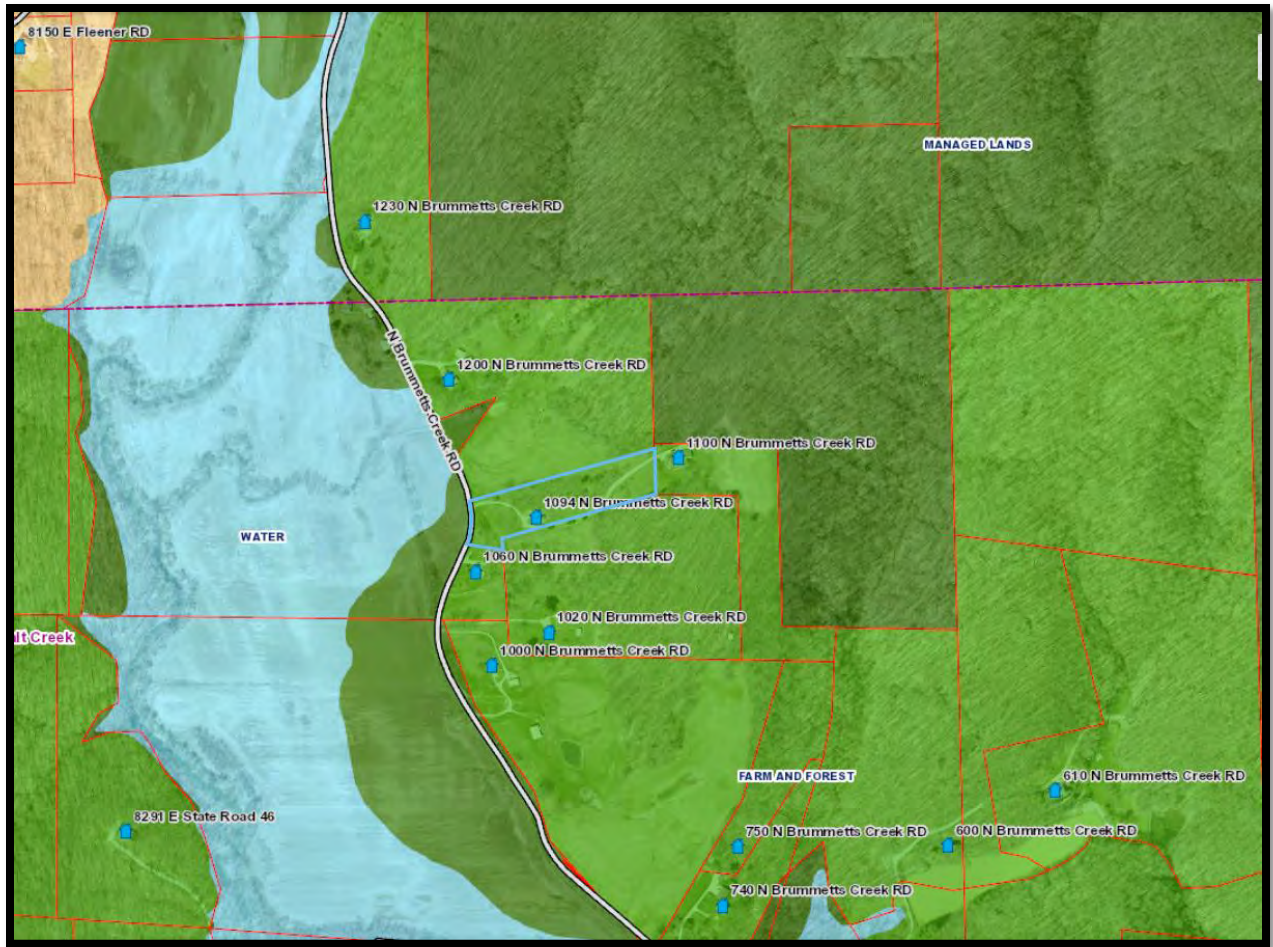 8150 E Fleener RD
MANAGED LANDS
1230 N Brummetts Creek RD
N Brummetts Creek RD
1200 N Brummetts Creek RD
1100 N Brummetts Creek RD
1094 N Brummetts Creek RD
WATER
1060 N Brummetts Creek RD
1020 N Brummetts Creek RD
lt Creek
1000 N Brummetts Creek RD
FARM AND FOREST
610 N Brummetts Creek RD
8291 E State Road 46
750 N Brummetts Creek RD
600 N Brummetts Creek RD
740 N Brummetts Creek RD